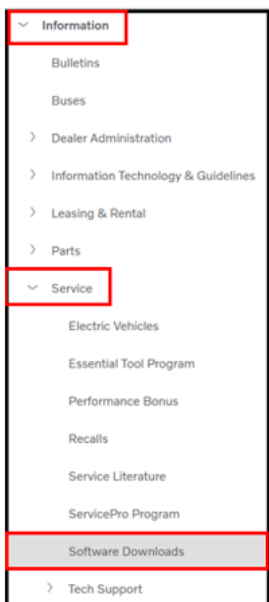 Information
Bulletins
Buses
Dealer Administration
Information Technology & Guidelines
Leasing & Rental
Parts
Service
Electric Vehicles
Essential Tool Program
Performance Bonus
Recalls
Service Literature
ServicePro Program
Software Downloads
Tech Support